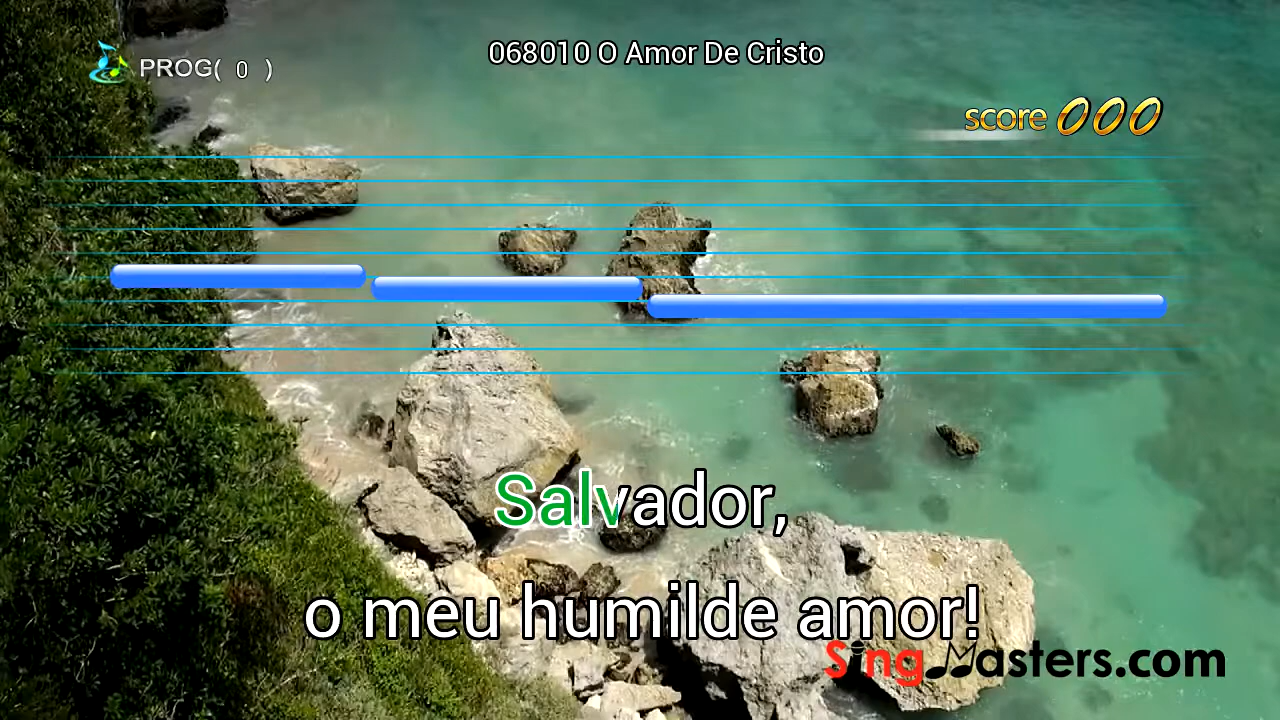 068010 O Amor De Cristo
PROG( 0 )
score 000
Salvador,
o meu humilde amor!
SingMasters.com